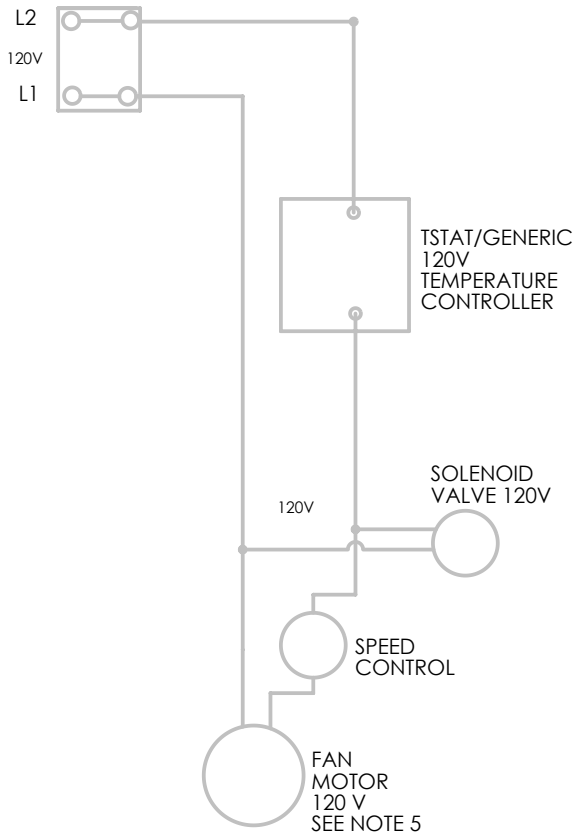 L2
120V
L1
TSTAT/GENERIC
120V
TEMPERATURE
CONTROLLER
SOLENOID
VALVE 120V
120V
SPEED
CONTROL
FAN
MOTOR
120 V
SEE NOTE 5